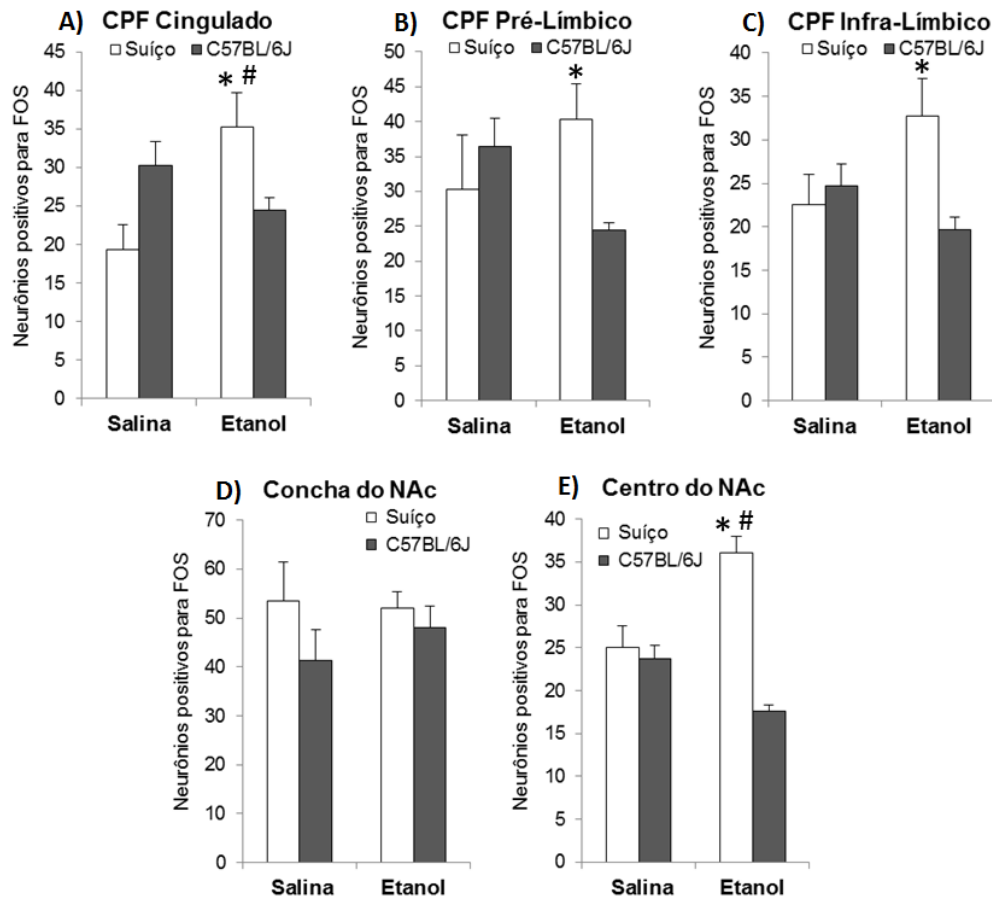 A) CPF Cingulado
Suíço C57BL/6J
* #
Neurônios positivos para FOS
45
40
35
30
25
20
15
10
5
0
Salina Etanol
B) CPF Pré-Límbico
Suíço C57BL/6J
*
Neurônios positivos para FOS
50
45
40
35
30
25
20
15
10
5
0
Salina Etanol
C) CPF Infra-Límbico
Suíço C57BL/6J
*
Neurônios positivos para FOS
40
35
30
25
20
15
10
5
0
Salina Etanol
D) Concha do NAc
Suíço
C57BL/6J
Neurônios positivos para FOS
70
60
50
40
30
20
10
0
Salina Etanol
E) Centro do NAc
Suíço
C57BL/6J
* #
Neurônios positivos para FOS
40
35
30
25
20
15
10
5
0
Salina Etanol